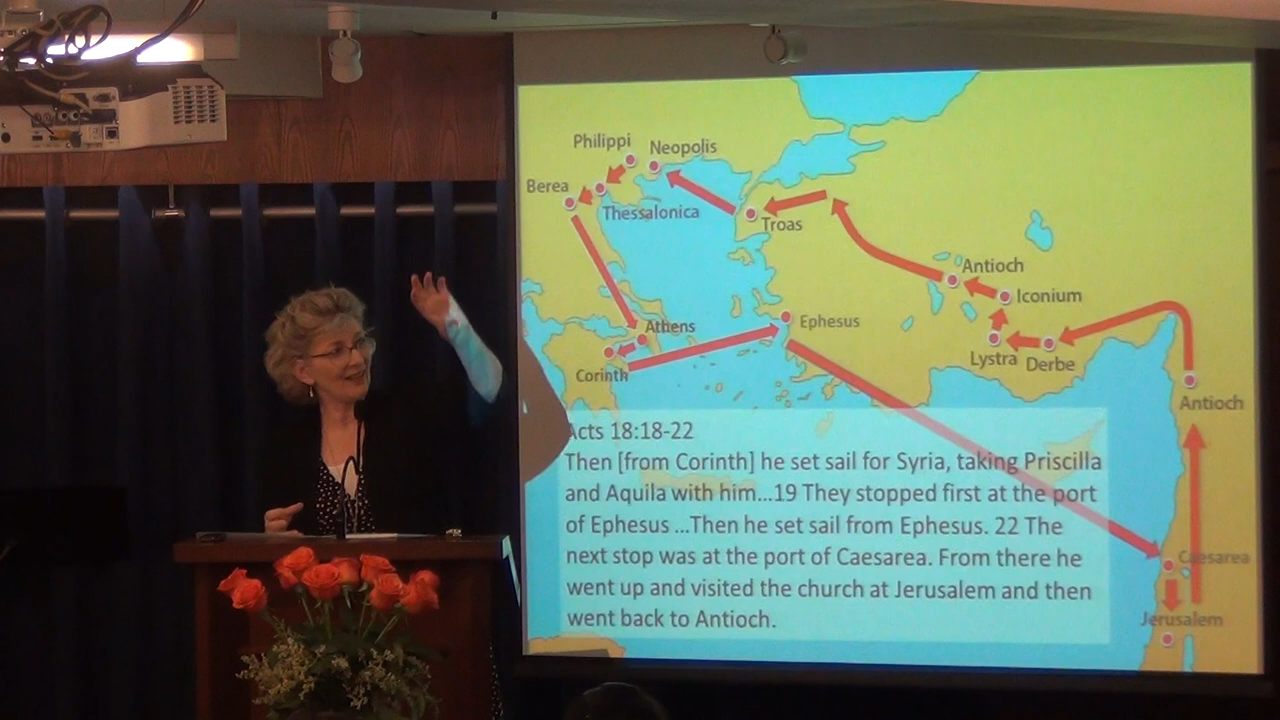 Philippi
Neopolis
Berea
Thessalonica
Troas
Antioch
Iconium
Athens
Ephesus
Lystra
Derbe
Corinth
Antioch
Acts 18:18-22
Then [from Corinth] he set sail for Syria, taking Priscilla
and Aquila with him...19 They stopped first at the port
of Ephesus ...Then he set sail from Ephesus. 22 The
next stop was at the port of Caesarea. From there he
went up and visited the church at Jerusalem and then
went back to Antioch.
Caesarea
Jerusalem